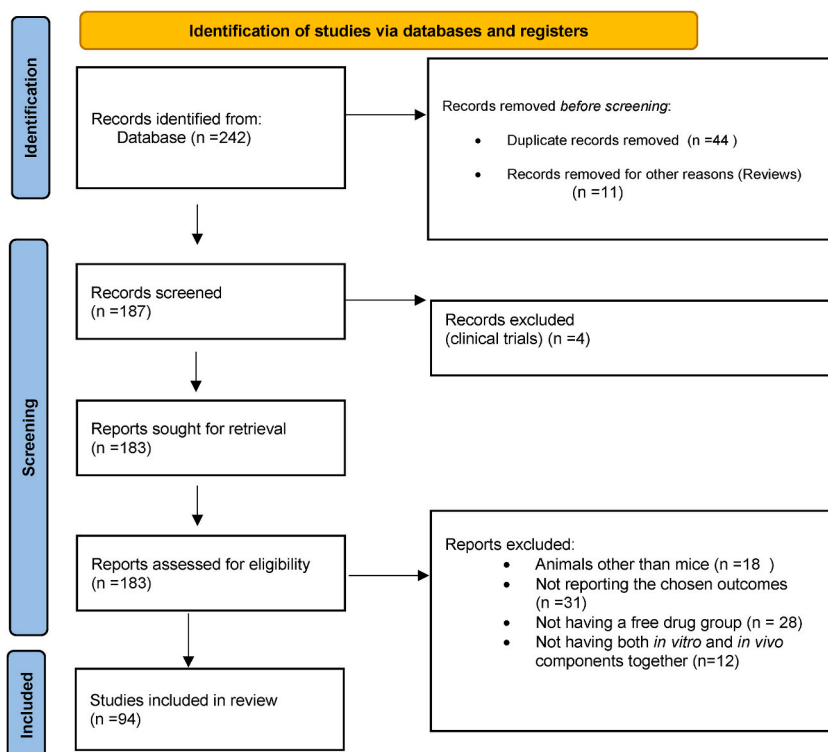 Identification of studies via databases and registers
Identification
Records identified from:
Database (n =242)
Records removed before screening:
• Duplicate records removed (n =44 )
• Records removed for other reasons (Reviews)
(n =11)
Screening
Records screened
(n =187)
Records excluded
(clinical trials) (n =4)
Reports sought for retrieval
(n =183)
Reports assessed for eligibility
(n =183)
Reports excluded:
• Animals other than mice (n =18 )
• Not reporting the chosen outcomes
(n =31)
• Not having a free drug group (n = 28)
• Not having both in vitro and in vivo
components together (n=12)
Included
Studies included in review
(n =94)